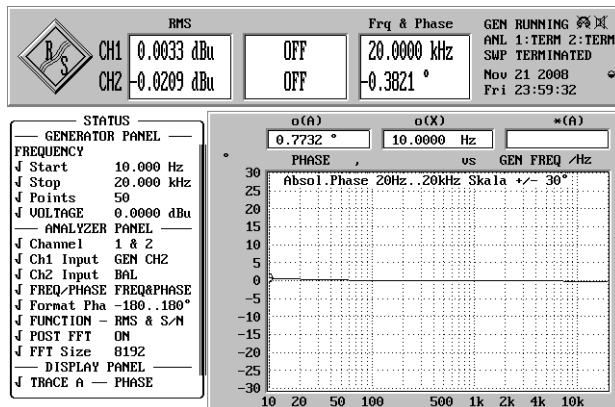 RMS
Frq & Phase
R/S
CH1 0.0033 dBu OFF 20.0000 kHz
CH2 -0.0209 dBu OFF -0.3821 °
GEN RUNNING
ANL 1:TERM 2:TERM
SWP TERMINATED
Nov 21 2008
Fri 23:59:32
STATUS
GENERATOR PANEL
FREQUENCY
Start 10.000 Hz
Stop 20.000 kHz
Points 50
VOLTAGE 0.0000 dBu
ANALYZER PANEL
Channel 1 & 2
Ch1 Input GEN CH2
Ch2 Input BAL
FREQ/PHASE FREQ&PHASE
Format Pha -180..180°
FUNCTION - RMS & S/N
POST FFT ON
FFT Size 8192
DISPLAY PANEL
TRACE A — PHASE
o(A) o(X) *(A)
0.7732 ° 10.0000 Hz
° PHASE , vs GEN FREQ /Hz
Absol.Phase 20Hz..20kHz Skala +/- 30°
30
25
20
15
10
5
0
-5
-10
-15
-20
-25
-30
10 20 50 100 500 1k 2k 4k 10k